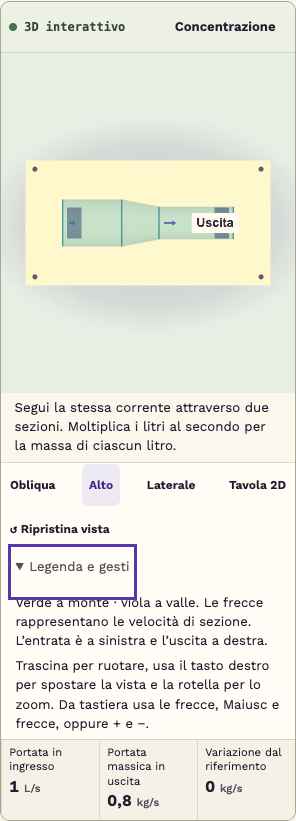 3D interattivo
Concentrazione
Uscita
Segui la stessa corrente attraverso due
sezioni. Moltiplica i litri al secondo per
la massa di ciascun litro.
Obliqua
Alto
Laterale
Tavola 2D
↺ Ripristina vista
▼ Legenda e gesti
Verde a monte · viola a valle. Le frecce
rappresentano le velocità di sezione.
L’entrata è a sinistra e l’uscita a destra.
Trascina per ruotare, usa il tasto destro
per spostare la vista e la rotella per lo
zoom. Da tastiera usa le frecce, Maiusc e
frecce, oppure + e −.
Portata in
ingresso
1 L/s
Portata
massica in
uscita
0,8 kg/s
Variazione dal
riferimento
0 kg/s